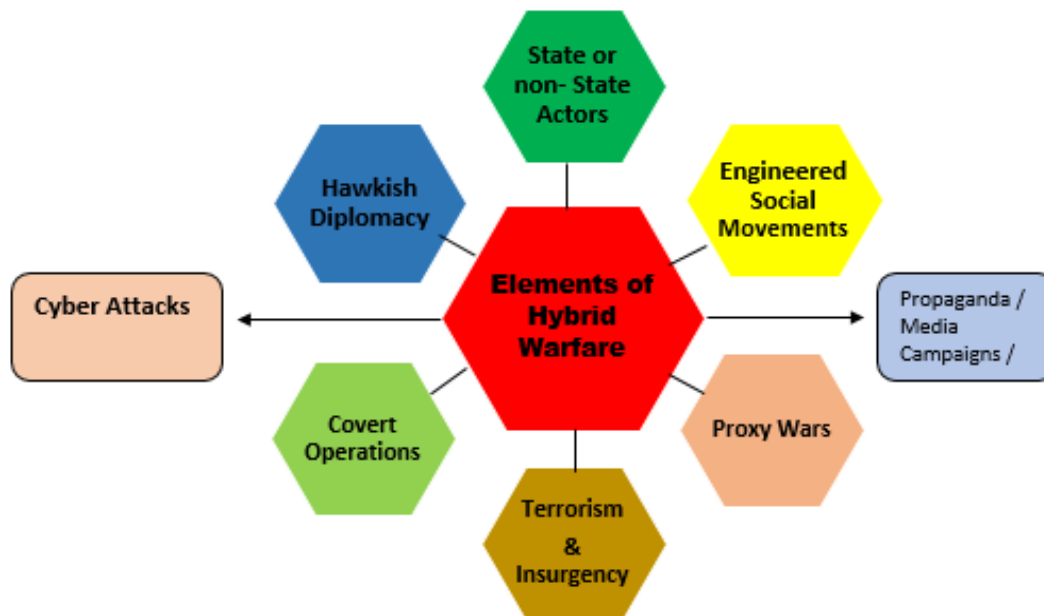 State or
non- State
Actors
Hawkish
Diplomacy
Engineered
Social
Movements
Elements of
Hybrid
Warfare
Cyber Attacks
Propaganda /
Media
Campaigns /
Covert
Operations
Proxy Wars
Terrorism
&
Insurgency